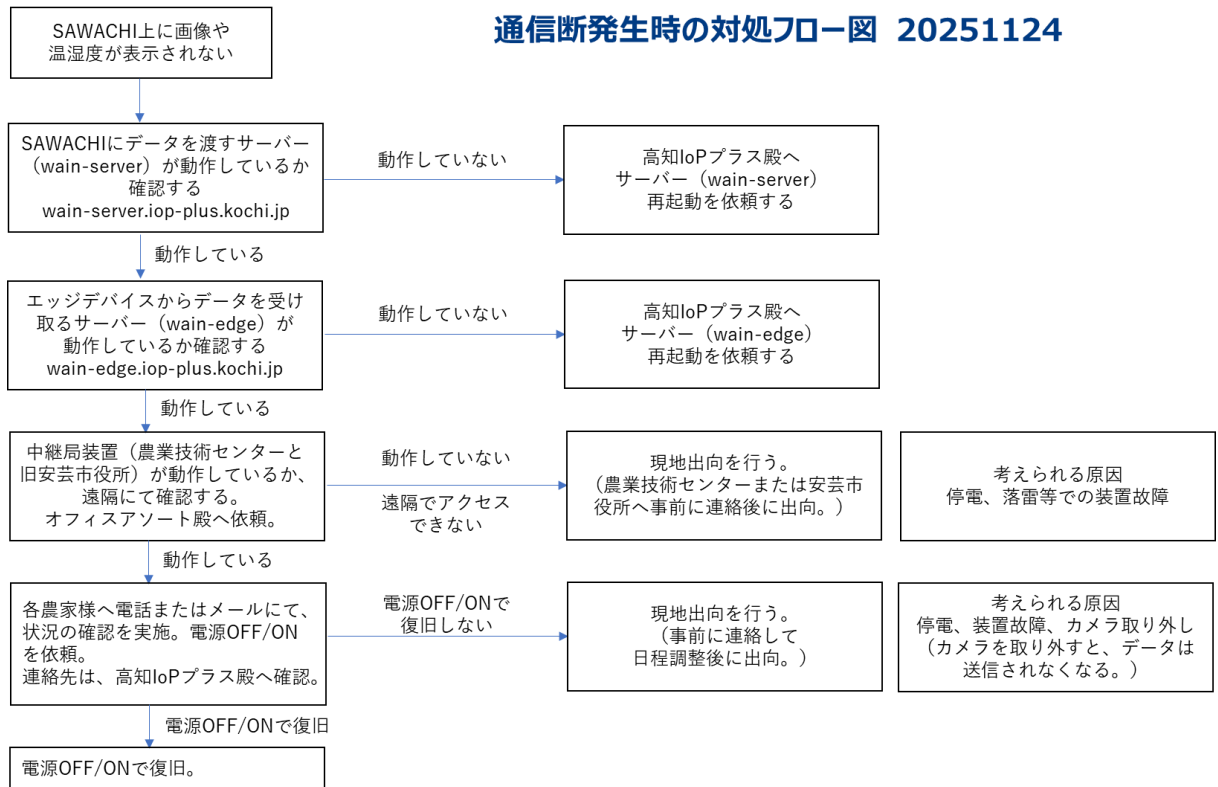 通信断発生時の対処フロー図 20251124
SAWACHI上に画像や
温湿度が表示されない
SAWACHIにデータを渡すサーバー
（wain-server）が動作しているか
確認する
wain-server.iop-plus.kochi.jp
動作していない
高知IoPプラス殿へ
サーバー（wain-server）
再起動を依頼する
動作している
エッジデバイスからデータを受け
取るサーバー（wain-edge）が
動作しているか確認する
wain-edge.iop-plus.kochi.jp
動作していない
高知IoPプラス殿へ
サーバー（wain-edge）
再起動を依頼する
動作している
中継局装置（農業技術センターと
旧安芸市役所）が動作しているか、
遠隔にて確認する。
オフィスアソート殿へ依頼。
動作していない
遠隔でアクセス
できない
現地出向を行う。
（農業技術センターまたは安芸市
役所へ事前に連絡後に出向。）
考えられる原因
停電、落雷等での装置故障
動作している
各農家様へ電話またはメールにて、
状況の確認を実施。電源OFF/ON
を依頼。
連絡先は、高知IoPプラス殿へ確認。
電源OFF/ONで
復旧しない
現地出向を行う。
（事前に連絡して
日程調整後に出向。）
考えられる原因
停電、装置故障、カメラ取り外し
（カメラを取り外すと、データは
送信されなくなる。）
電源OFF/ONで復旧
電源OFF/ONで復旧。